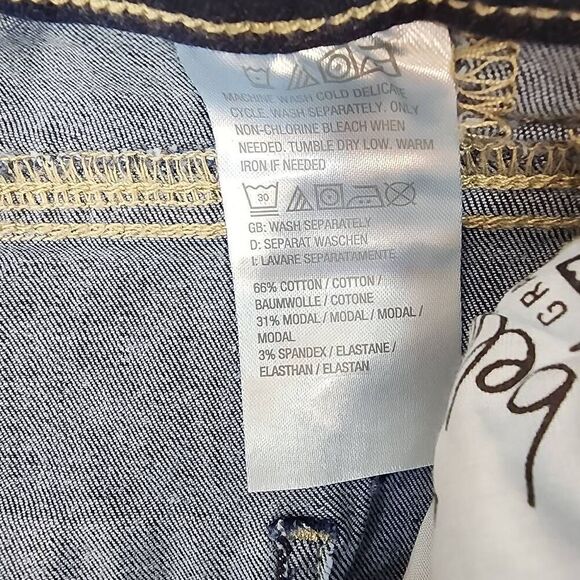 MACHINE WASH COLD DELICATE
CYCLE. WASH SEPARATELY. ONLY
NON-CHLORINE BLEACH WHEN
NEEDED. TUMBLE DRY LOW. WARM
IRON IF NEEDED
30
GB: WASH SEPARATELY
D: SEPARAT WASCHEN
I: LAVARE SEPARATAMENTE
66% COTTON / COTTON /
BAUMWOLLE / COTONE
31% MODAL / MODAL / MODAL /
MODAL
3% SPANDEX / ELASTANE /
ELASTHAN / ELASTAN
GR
bel